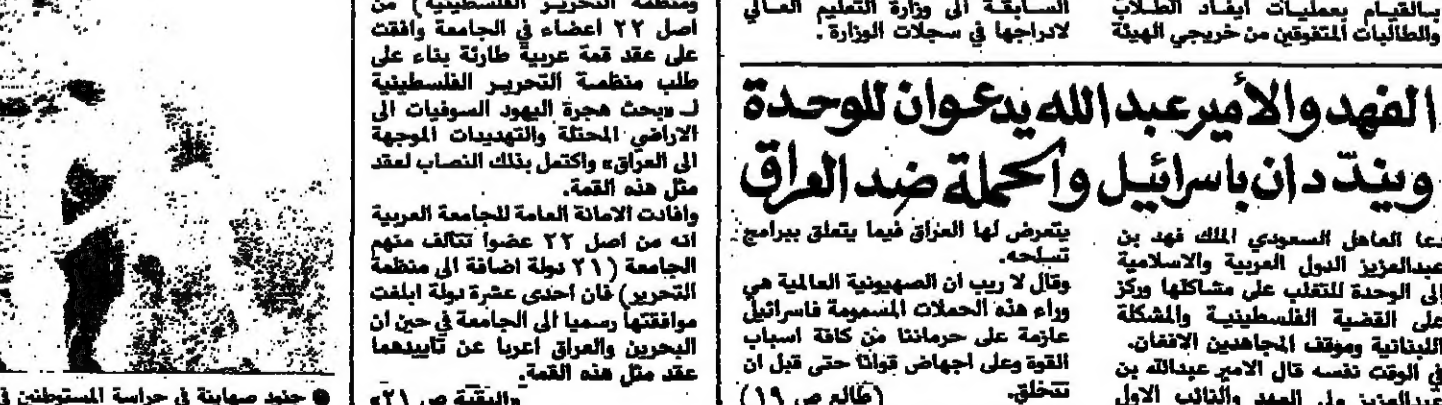 بالقيام بعمليات ايفاد الطلاب
والطالبات المتفوقين من خريجي الهيئة
السابقة الى وزارة التعليم العالي
لادراجها في سجلات الوزارة.
الفهد والأمير عبدالله يدعوان للوحدة
وينددان باسرائيل والحملة ضد العراق
دعا العاهل السعودي الملك فهد بن
عبدالعزيز الدول العربية والاسلامية
إلى الوحدة للتغلب على مشاكلها وركز
على القضية الفلسطينية والمشكلة
اللبنانية وموقف المجاهدين الافغان.
في الوقت نفسه قال الامير عبدالله بن
عبدالعزيز ولي العهد والنائب الاول
يتعرض لها العراق فيما يتعلق ببرامج
تسلحه.
وقال لا ريب ان الصهيونية العالمية هي
وراء هذه الحملات المسمومة فاسرائيل
عازمة على حرماننا من كافة اسباب
القوة وعلى اجهاض قوانا حتى قبل ان
تتخلق.
(طالع ص ١٩)
ومنظمة التحرير الفلسطينية) من
اصل ٢٢ اعضاء في الجامعة وافقت
على عقد قمة عربية طارئة بناء على
طلب منظمة التحرير الفلسطينية
لـ «بحث هجرة اليهود السوفيات الى
الاراضي المحتلة والتهديدات الموجهة
الى العراق» واكتمل بذلك النصاب لعقد
مثل هذه القمة.
وافادت الامانة العامة للجامعة العربية
انه من اصل ٢٢ عضوا تتألف منهم
الجامعة (٢١ دولة اضافة الى منظمة
التحرير) فان احدى عشرة دولة ابلغت
موافقتها رسميا الى الجامعة في حين ان
البحرين والعراق اعربا عن تاييدهما
عقد مثل هذه القمة.
«البقية ص ٢١»
● جنود صهاينة في حراسة المستوطنين في